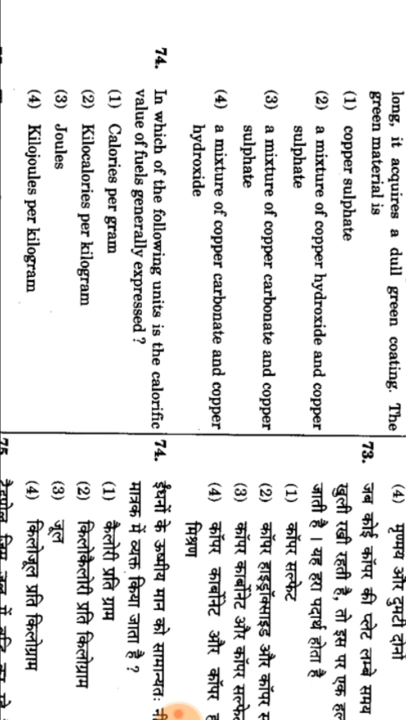 long, it acquires a dull green coating. The
green material is
(1) copper sulphate
(2) a mixture of copper hydroxide and copper
sulphate
(3) a mixture of copper carbonate and copper
sulphate
(4) a mixture of copper carbonate and copper
hydroxide
74. In which of the following units is the calorific
value of fuels generally expressed ?
(1) Calories per gram
(2) Kilocalories per kilogram
(3) Joules
(4) Kilojoules per kilogram
(4) मृणमय और दुमटी दोनों
73. जब कोई कॉपर की प्लेट लम्बे समय
खुली रखी रहती है, तो इस पर एक हल
जाती है । यह हरा पदार्थ होता है
(1) कॉपर सल्फेट
(2) कॉपर हाइड्रॉक्साइड और कॉपर स
(3) कॉपर कार्बोनेट और कॉपर सल्फे
(4) कॉपर कार्बोनेट और कॉपर ह
मिश्रण
74. ईंधनों के ऊष्मीय मान को सामान्यतः नी
मात्रक में व्यक्त किया जाता है ?
(1) कैलोरी प्रति ग्राम
(2) किलोकैलोरी प्रति किलोग्राम
(3) जूल
(4) किलोजूल प्रति किलोग्राम
75